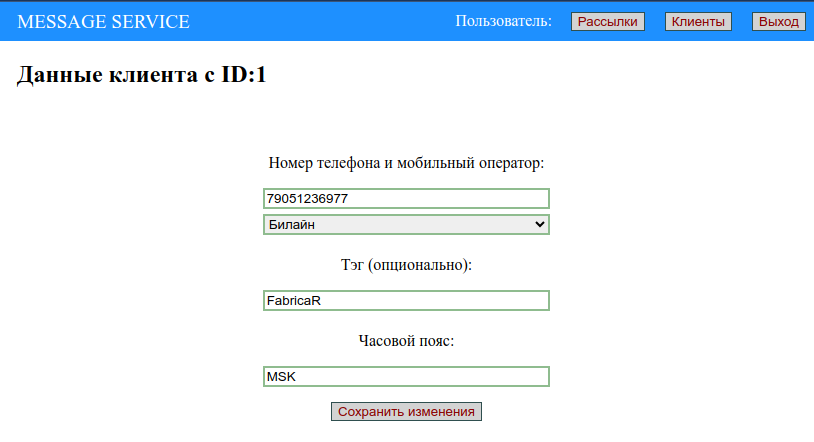 MESSAGE SERVICE Пользователь: Рассылки Клиенты Выход
Данные клиента с ID:1
Номер телефона и мобильный оператор:
79051236977
Билайн
Тэг (опционально):
FabricaR
Часовой пояс:
MSK
Сохранить изменения